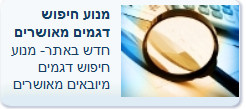 מנוע חיפוש
דגמים מאושרים
חדש באתר- מנוע
חיפוש דגמים
מיובאים מאושרים